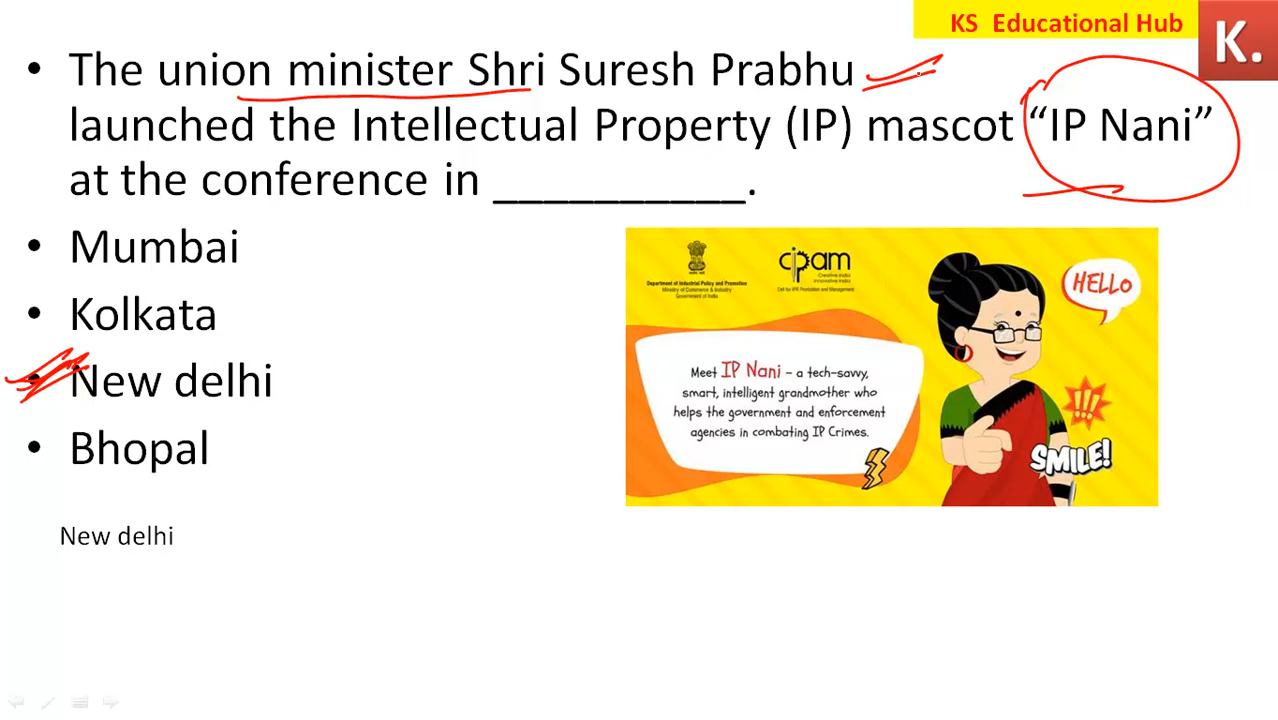 KS Educational Hub
K.
• The union minister Shri Suresh Prabhu
launched the Intellectual Property (IP) mascot “IP Nani”
at the conference in __________.
• Mumbai
• Kolkata
• New delhi
• Bhopal
New delhi
Department of Industrial Policy and Promotion
Ministry of Commerce & Industry
Government of India
cipam
Creative India
Innovative India
Cell for IPR Promotion and Management
HELLO
Meet IP Nani – a tech-savvy,
smart, intelligent grandmother who
helps the government and enforcement
agencies in combating IP Crimes.
!!!
SMILE!